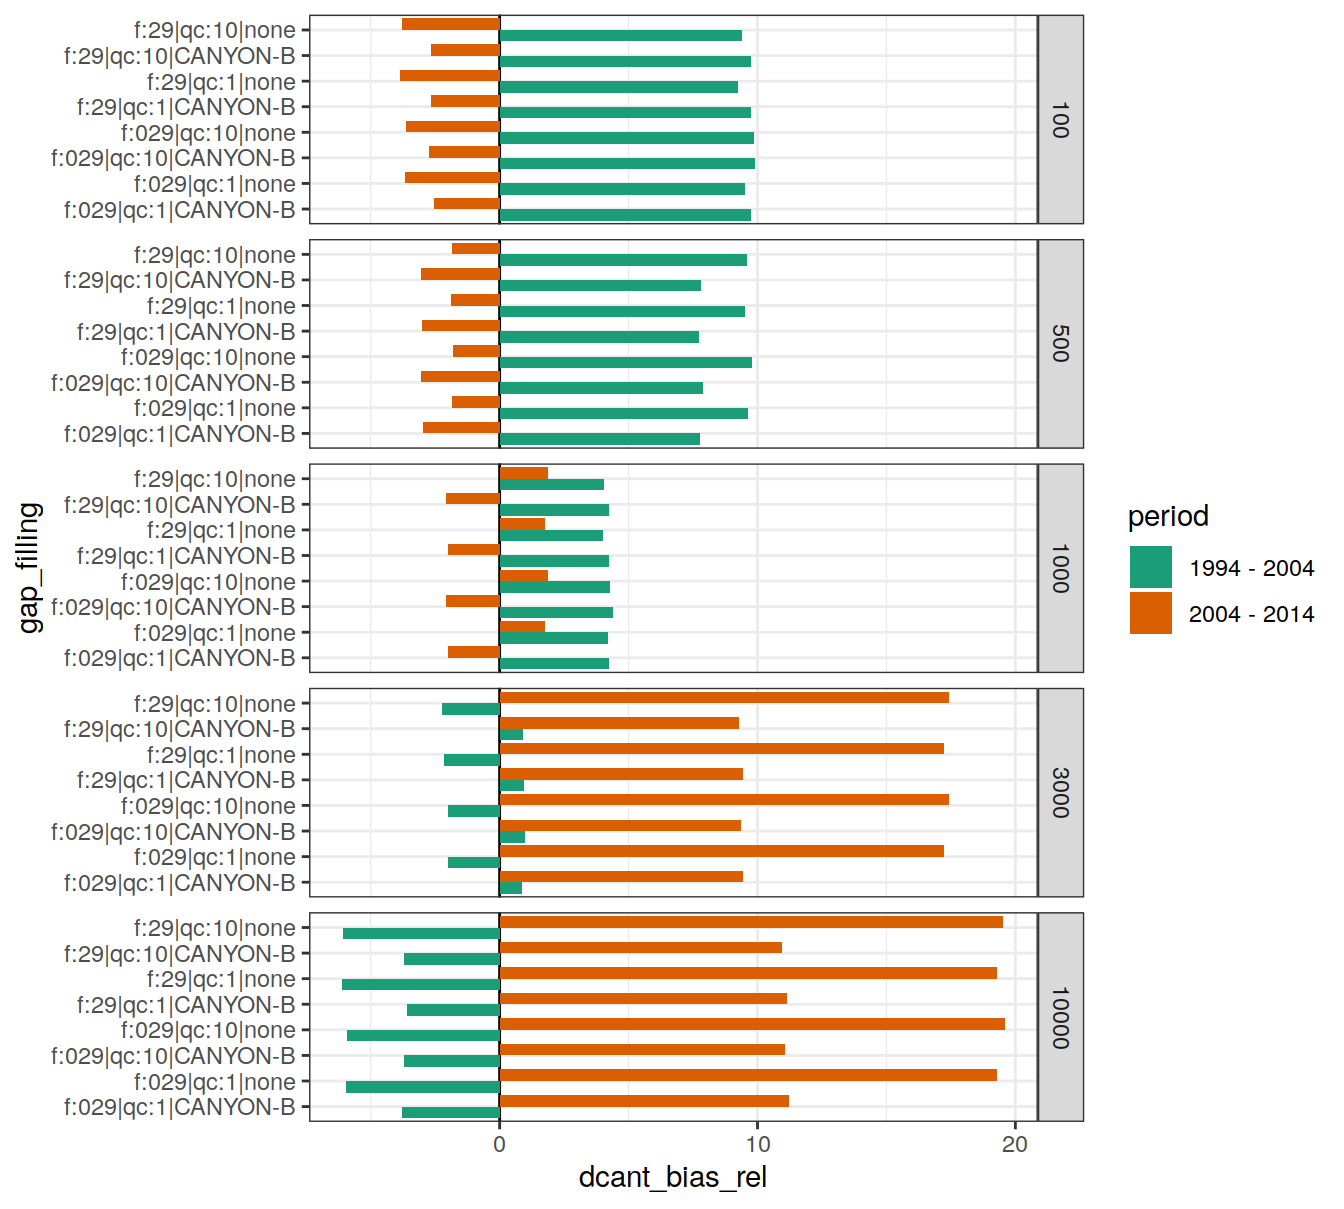 f:29|qc:10|none
f:29|qc:10|CANYON-B
f:29|qc:1|none
f:29|qc:1|CANYON-B
f:029|qc:10|none
f:029|qc:10|CANYON-B
f:029|qc:1|none
f:029|qc:1|CANYON-B
100
f:29|qc:10|none
f:29|qc:10|CANYON-B
f:29|qc:1|none
f:29|qc:1|CANYON-B
f:029|qc:10|none
f:029|qc:10|CANYON-B
f:029|qc:1|none
f:029|qc:1|CANYON-B
500
f:29|qc:10|none
f:29|qc:10|CANYON-B
f:29|qc:1|none
f:29|qc:1|CANYON-B
f:029|qc:10|none
f:029|qc:10|CANYON-B
f:029|qc:1|none
f:029|qc:1|CANYON-B
1000
f:29|qc:10|none
f:29|qc:10|CANYON-B
f:29|qc:1|none
f:29|qc:1|CANYON-B
f:029|qc:10|none
f:029|qc:10|CANYON-B
f:029|qc:1|none
f:029|qc:1|CANYON-B
3000
f:29|qc:10|none
f:29|qc:10|CANYON-B
f:29|qc:1|none
f:29|qc:1|CANYON-B
f:029|qc:10|none
f:029|qc:10|CANYON-B
f:029|qc:1|none
f:029|qc:1|CANYON-B
10000
0 10 20
dcant_bias_rel
gap_filling
period
1994 - 2004
2004 - 2014